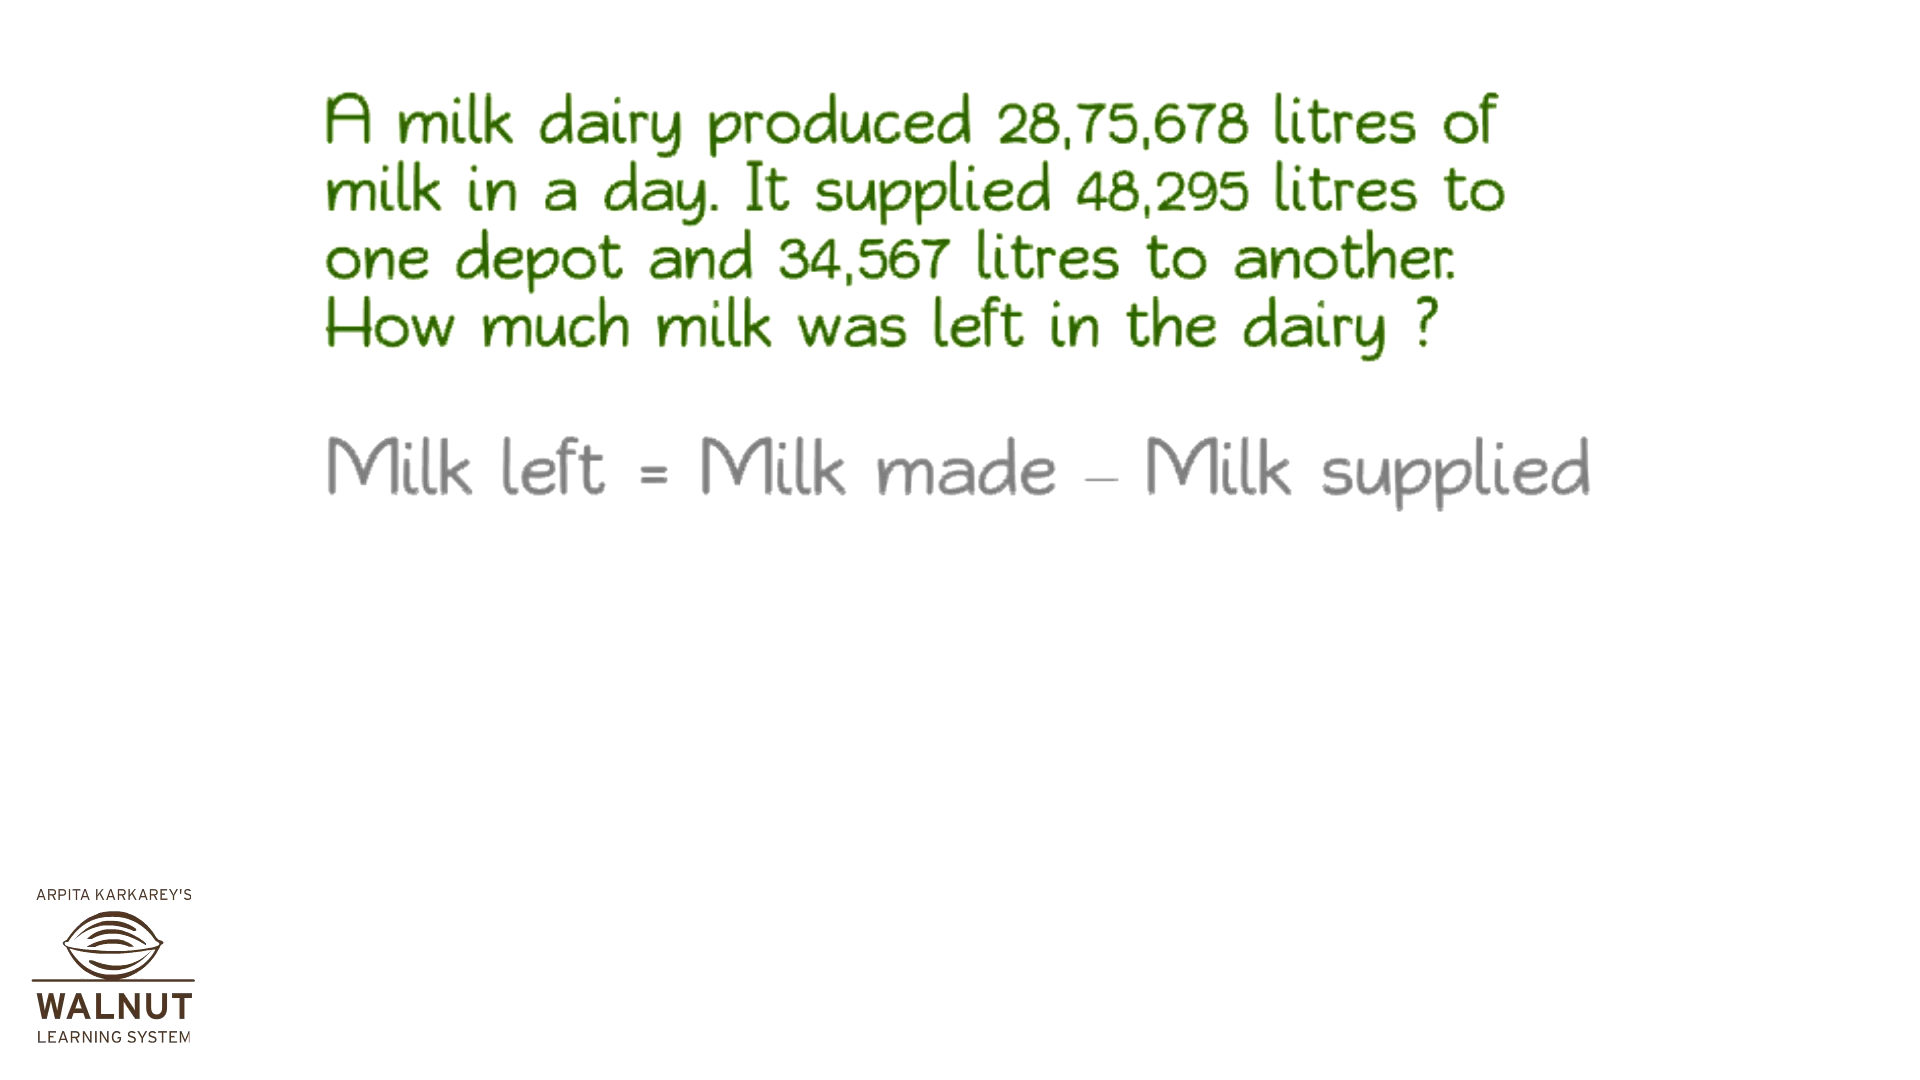 A milk dairy produced 28,75,678 litres of
milk in a day. It supplied 48,295 litres to
one depot and 34,567 litres to another.
How much milk was left in the dairy ?
Milk left = Milk made – Milk supplied
ARPITA KARKAREY'S
WALNUT
LEARNING SYSTEM